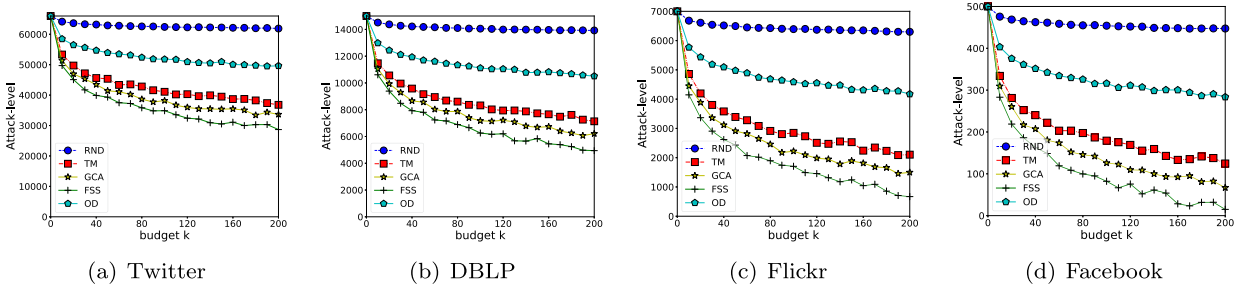 Attack-level
60000
50000
40000
30000
20000
10000
0
RND
TM
GCA
FSS
OD
0 40 80 120 160 200
budget k
(a) Twitter
Attack-level
14000
12000
10000
8000
6000
4000
2000
0
RND
TM
GCA
FSS
OD
0 40 80 120 160 200
budget k
(b) DBLP
Attack-level
7000
6000
5000
4000
3000
2000
1000
0
RND
TM
GCA
FSS
OD
0 40 80 120 160 200
budget k
(c) Flickr
Attack-level
500
400
300
200
100
0
RND
TM
GCA
FSS
OD
0 40 80 120 160 200
budget k
(d) Facebook